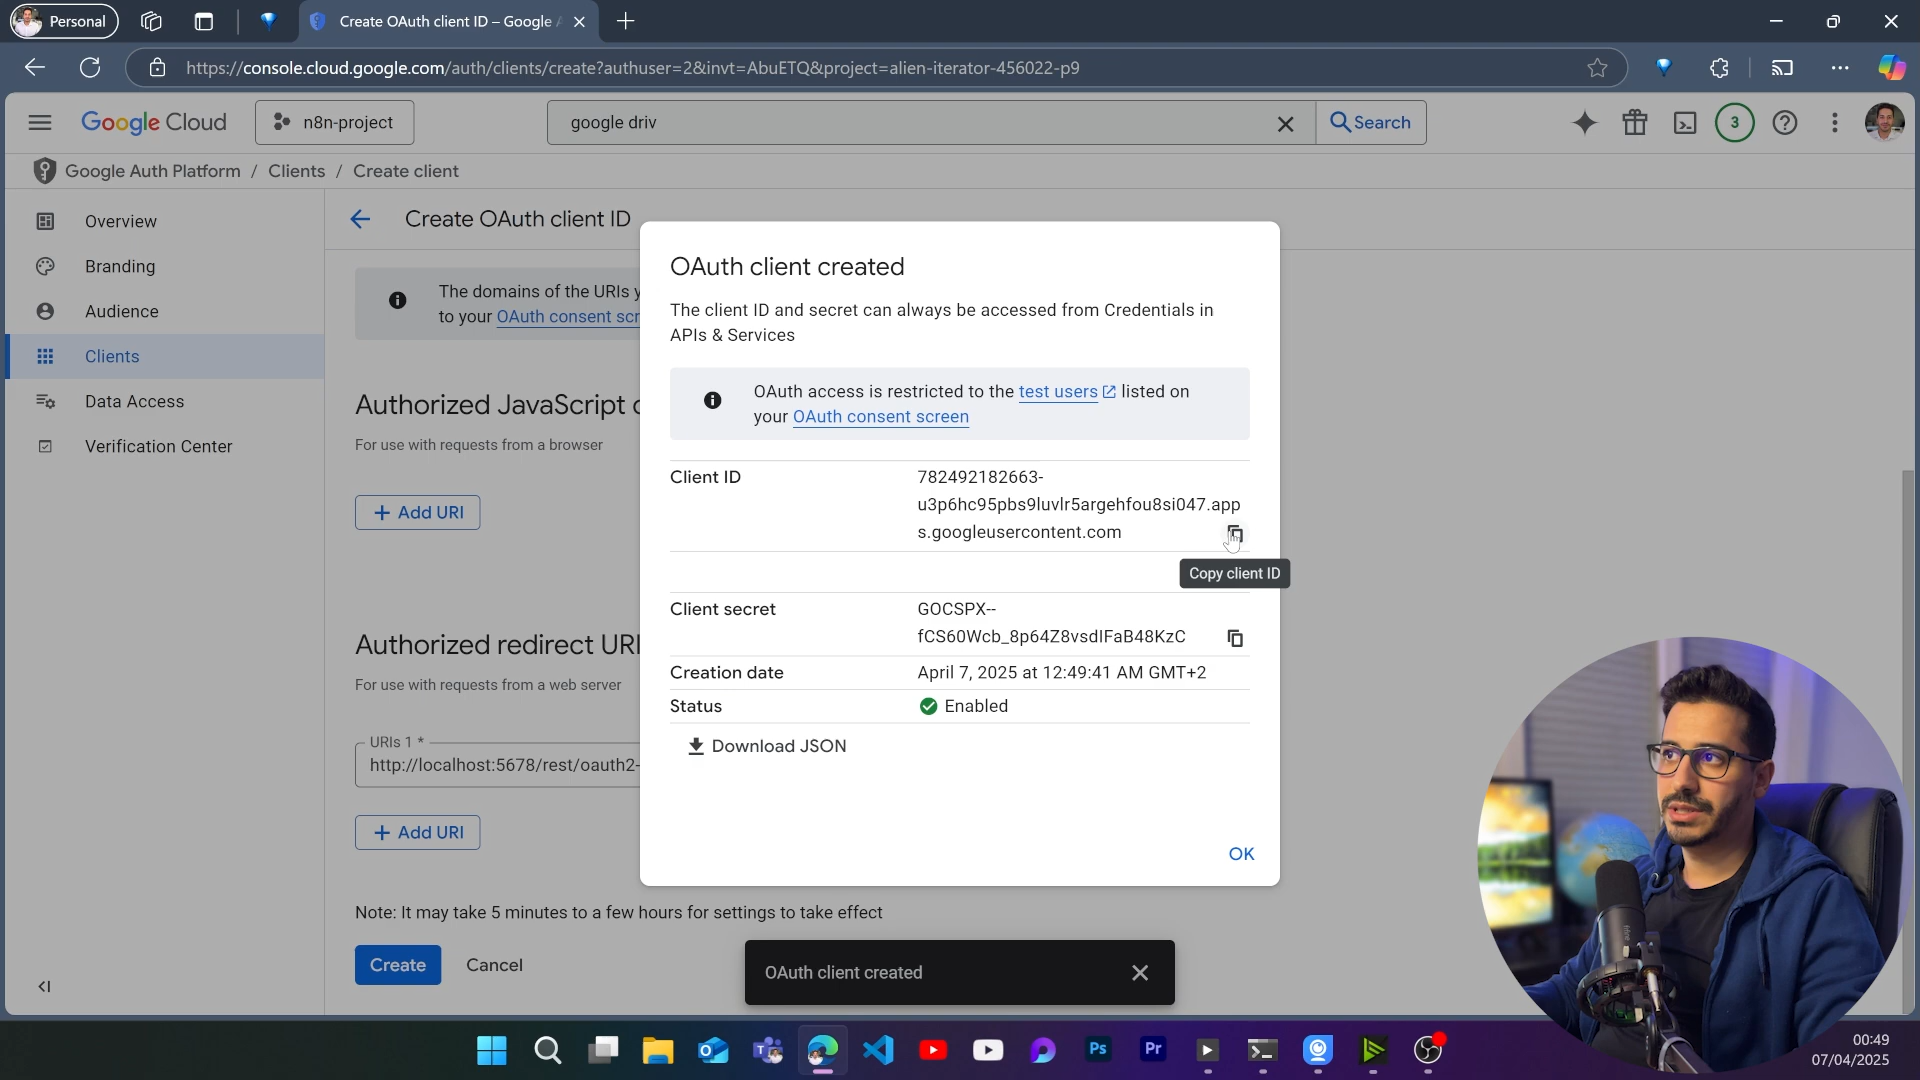 Personal
Create OAuth client ID – Google A
https://console.cloud.google.com/auth/clients/create?authuser=2&invt=AbuETQ&project=alien-iterator-456022-p9
Google Cloud
n8n-project
google driv
Search
3
Google Auth Platform / Clients / Create client
Overview
Branding
Audience
Clients
Data Access
Verification Center
Create OAuth client ID
The domains of the URIs y
to your OAuth consent scr
Authorized JavaScript o
For use with requests from a browser
+ Add URI
Authorized redirect URI
For use with requests from a web server
URIs 1 *
http://localhost:5678/rest/oauth2-
+ Add URI
Note: It may take 5 minutes to a few hours for settings to take effect
Create
Cancel
OAuth client created
The client ID and secret can always be accessed from Credentials in
APIs & Services
OAuth access is restricted to the test users listed on
your OAuth consent screen
Client ID
782492182663-
u3p6hc95pbs9luvlr5argehfou8si047.app
s.googleusercontent.com
Copy client ID
Client secret
GOCSPX--
fCS60Wcb_8p64Z8vsdIFaB48KzC
Creation date
April 7, 2025 at 12:49:41 AM GMT+2
Status
Enabled
Download JSON
OK
OAuth client created
Ps
Pr
00:49
07/04/2025